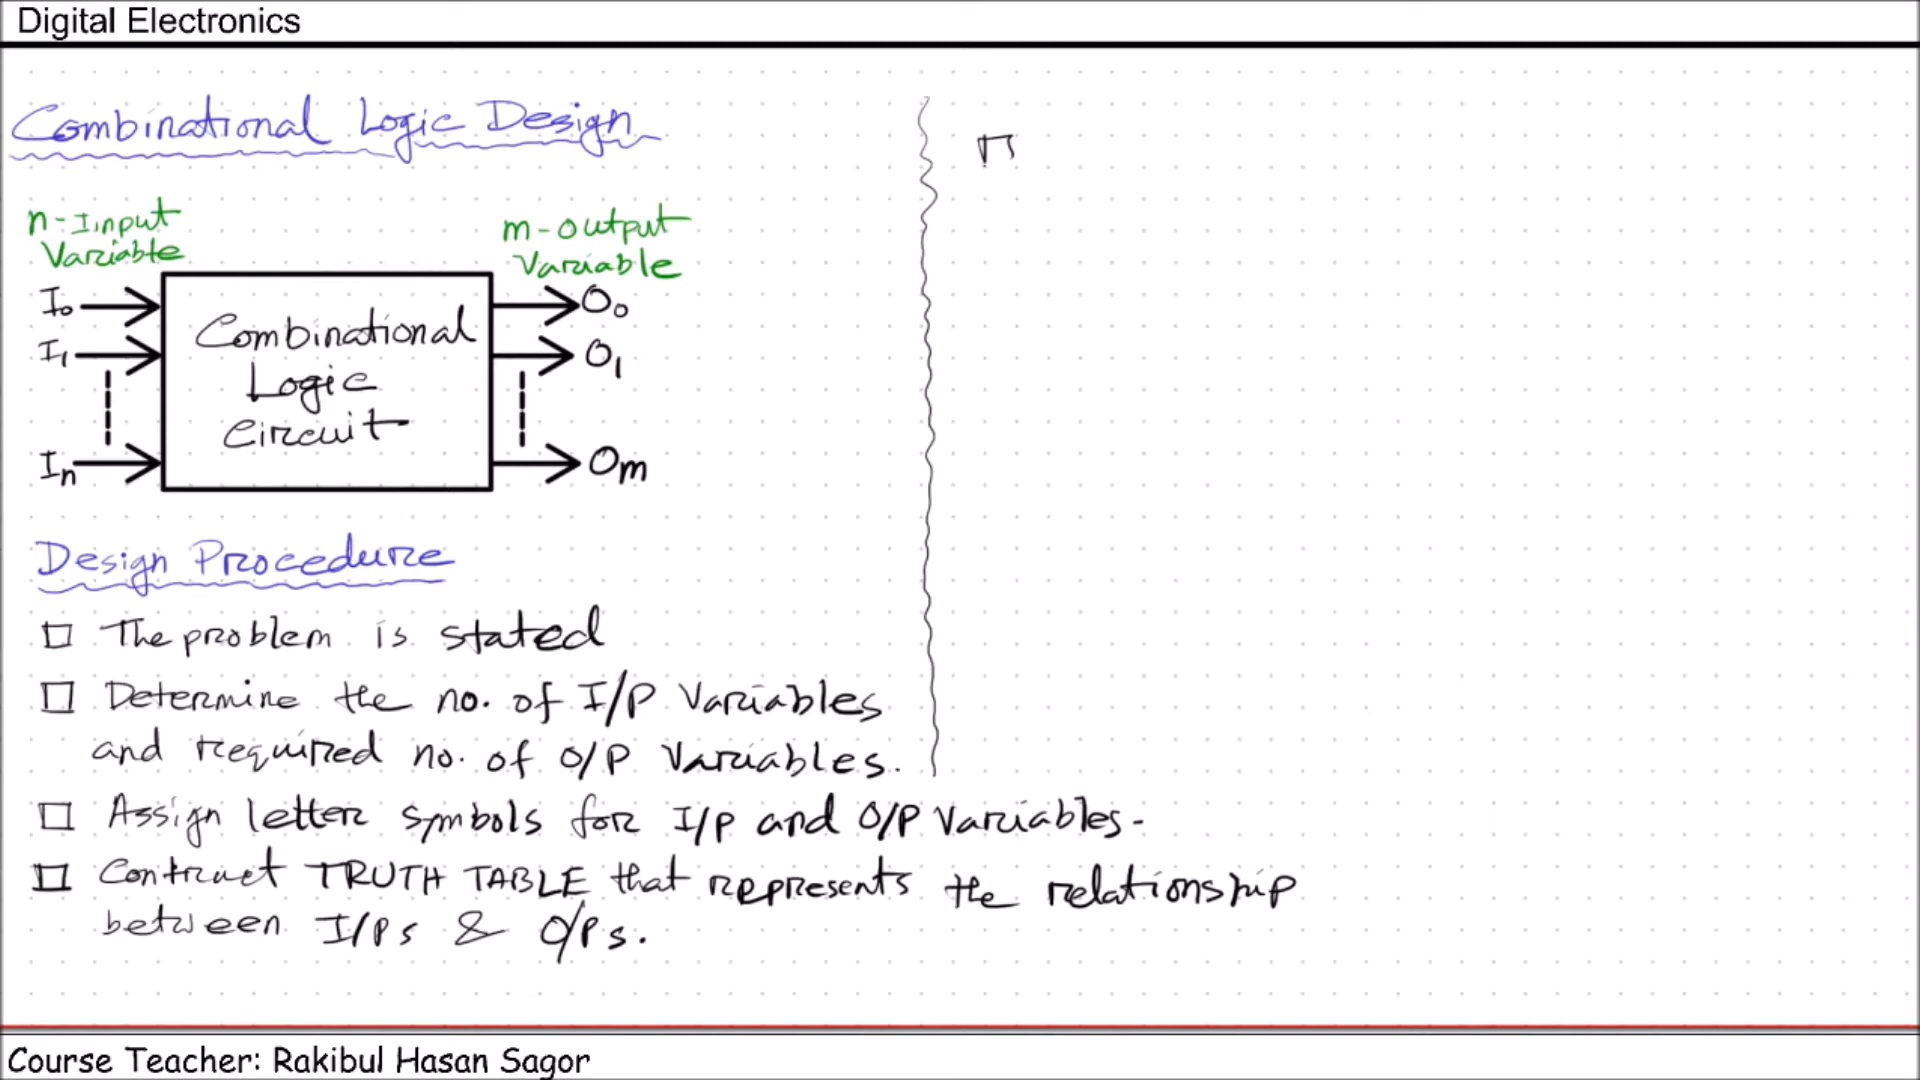 Digital Electronics
Combinational Logic Design
n-Input
Variable
m-output
Variable
I₀
O₀
I₁
O₁
Iₙ
Oₘ
Combinational
Logic
Circuit
Design Procedure
The problem is stated
Determine the no. of I/P Variables
and required no. of O/P Variables.
Assign letter symbols for I/P and O/P Variables.
Contruct TRUTH TABLE that represents the relationship
between I/Ps & O/Ps.
Course Teacher: Rakibul Hasan Sagor